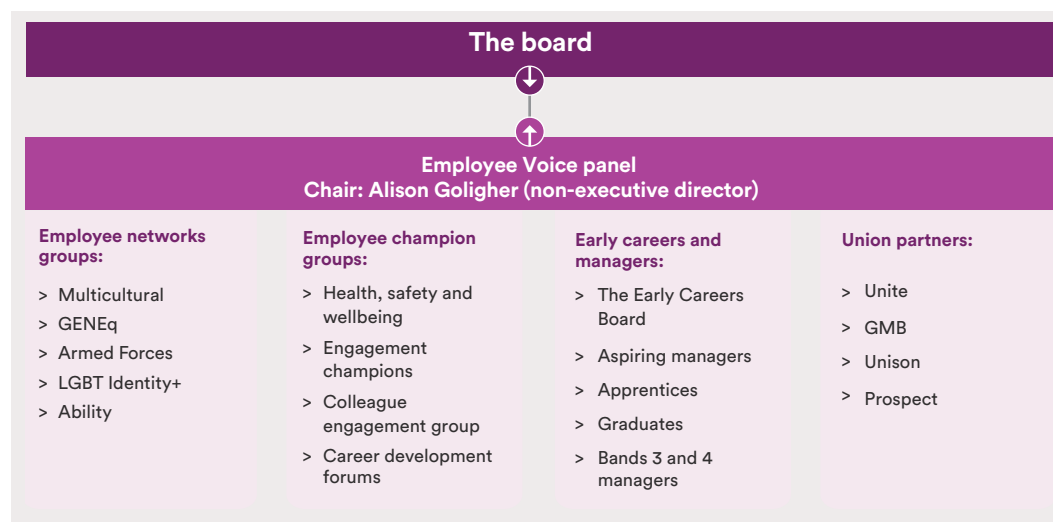 The board
Employee Voice panel
Chair: Alison Goligher (non-executive director)
Employee networks
groups:
> Multicultural
> GENEq
> Armed Forces
> LGBT Identity+
> Ability
Employee champion
groups:
> Health, safety and
wellbeing
> Engagement
champions
> Colleague
engagement group
> Career development
forums
Early careers and
managers:
> The Early Careers
Board
> Aspiring managers
> Apprentices
> Graduates
> Bands 3 and 4
managers
Union partners:
> Unite
> GMB
> Unison
> Prospect